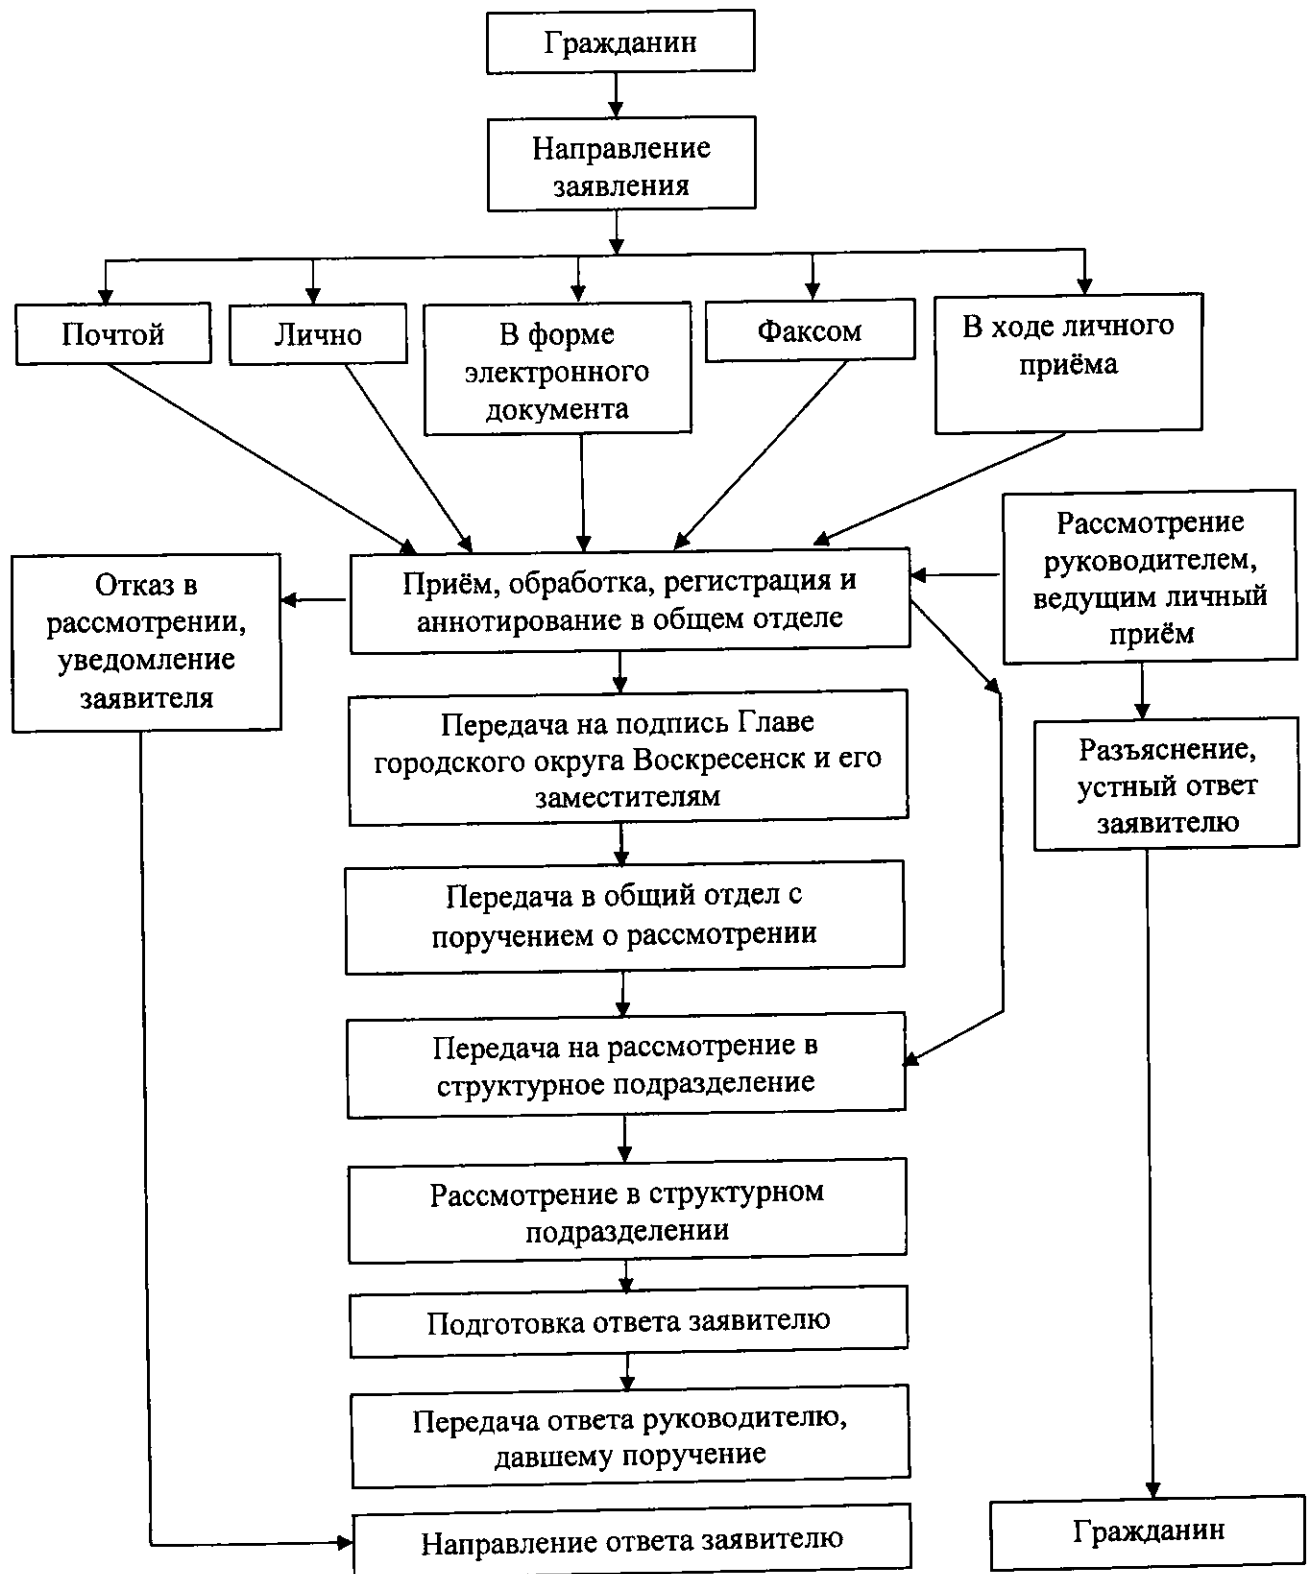 Гражданин
Направление
заявления
Почтой
Лично
В форме
электронного
документа
Факсом
В ходе личного
приёма
Рассмотрение
руководителем,
ведущим личный
приём
Отказ в
рассмотрении,
уведомление
заявителя
Приём, обработка, регистрация и
аннотирование в общем отделе
Передача на подпись Главе
городского округа Воскресенск и его
заместителям
Разъяснение,
устный ответ
заявителю
Передача в общий отдел с
поручением о рассмотрении
Передача на рассмотрение в
структурное подразделение
Рассмотрение в структурном
подразделении
Подготовка ответа заявителю
Передача ответа руководителю,
давшему поручение
Направление ответа заявителю
Гражданин